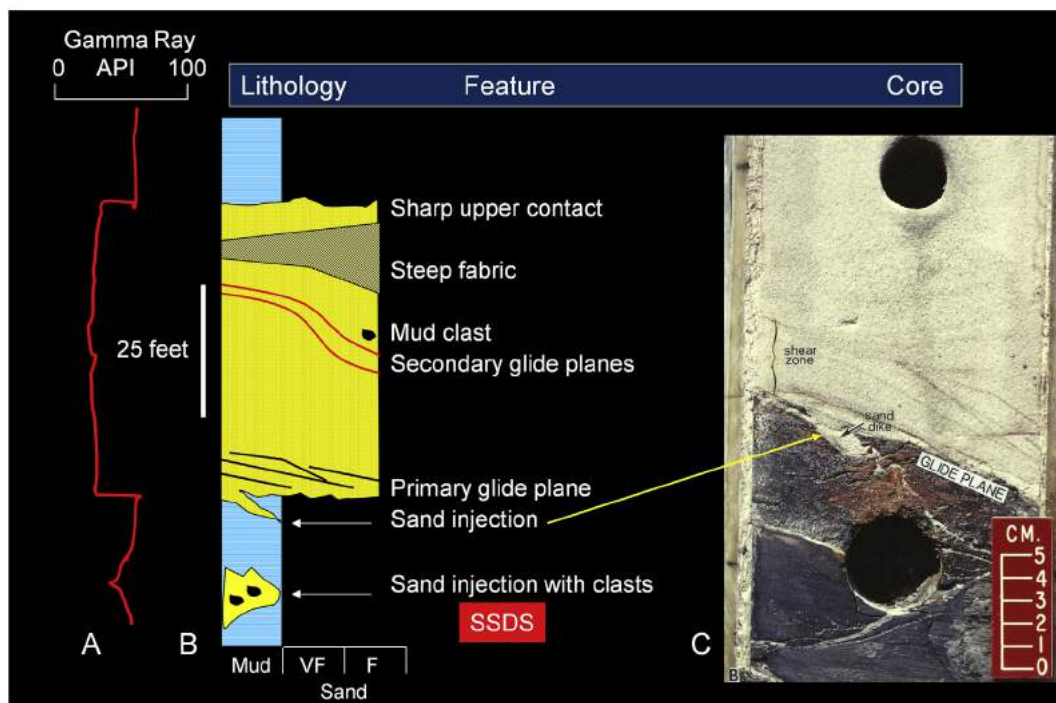 Gamma Ray
0 API 100
Lithology Feature Core
Sharp upper contact
Steep fabric
25 feet
Mud clast
Secondary glide planes
Primary glide plane
Sand injection
Sand injection with clasts
SSDS
A
B
C
Mud VF F
Sand
shear
zone
sand
dike
GLIDE PLANE
CM.
5
4
3
2
1
0
B